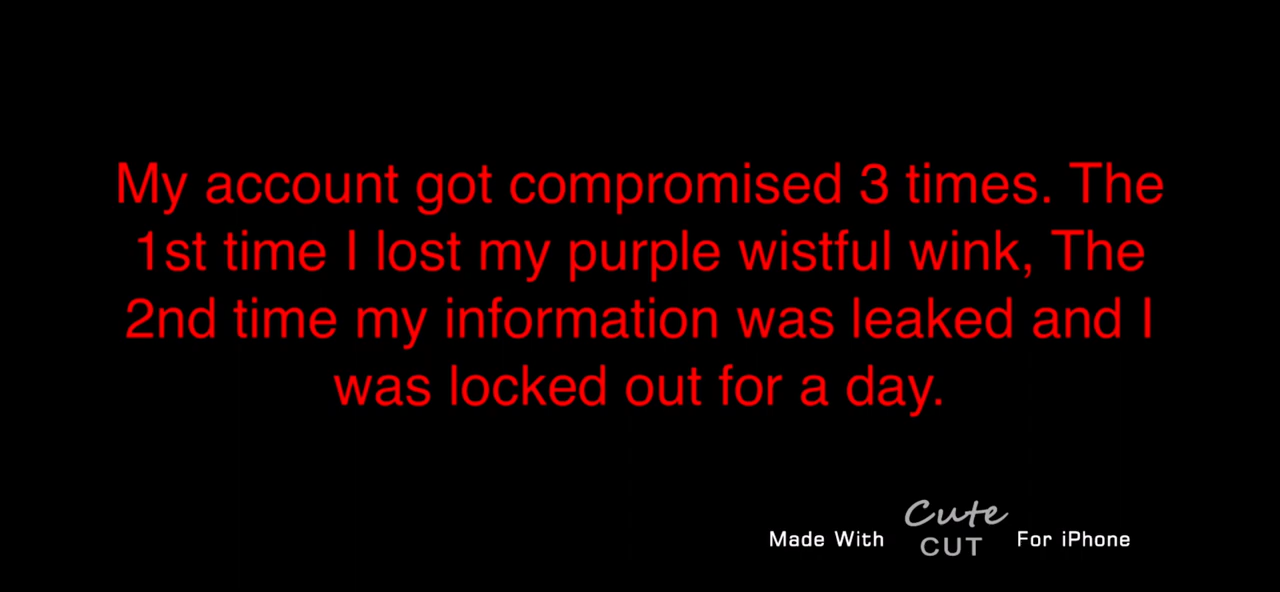 My account got compromised 3 times. The
1st time I lost my purple wistful wink, The
2nd time my information was leaked and I
was locked out for a day.
Made With Cute CUT For iPhone